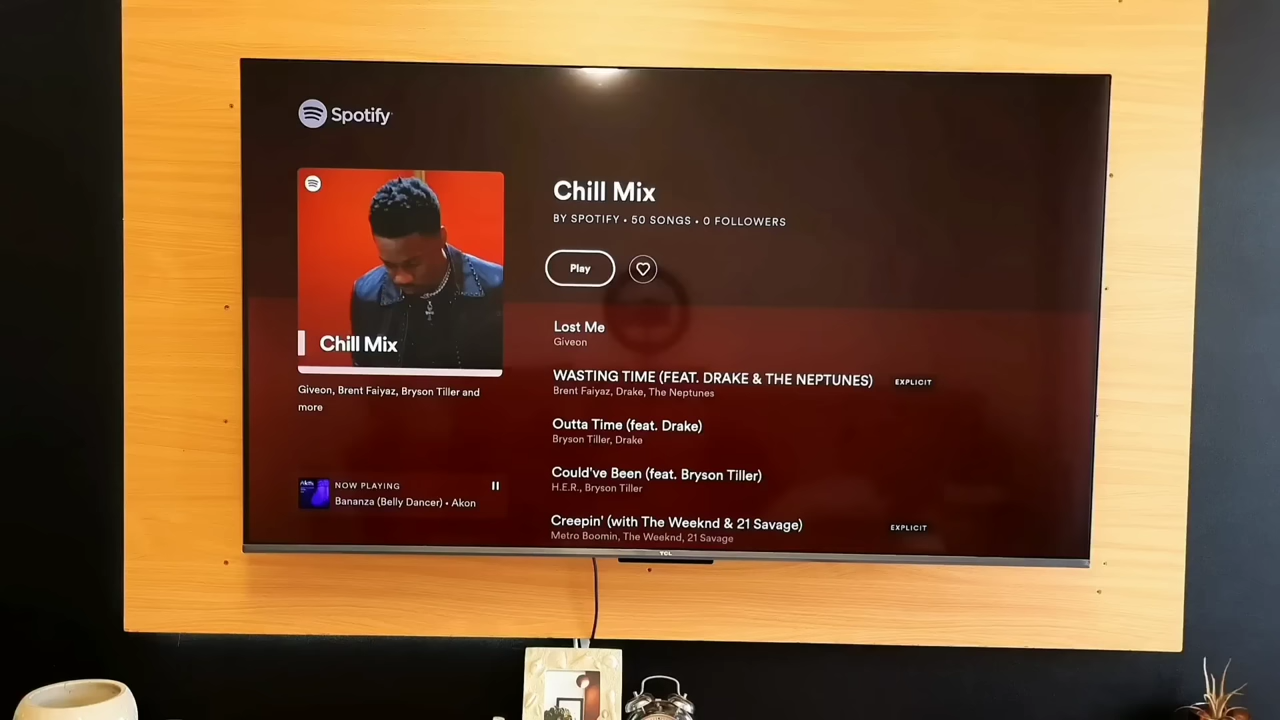 Spotify
Chill Mix
Giveon, Brent Faiyaz, Bryson Tiller and
more
NOW PLAYING
Bananza (Belly Dancer) • Akon
Chill Mix
BY SPOTIFY • 50 SONGS • 0 FOLLOWERS
Play
Lost Me
Giveon
WASTING TIME (FEAT. DRAKE & THE NEPTUNES) EXPLICIT
Brent Faiyaz, Drake, The Neptunes
Outta Time (feat. Drake)
Bryson Tiller, Drake
Could've Been (feat. Bryson Tiller)
H.E.R., Bryson Tiller
Creepin' (with The Weeknd & 21 Savage) EXPLICIT
Metro Boomin, The Weeknd, 21 Savage
TCL